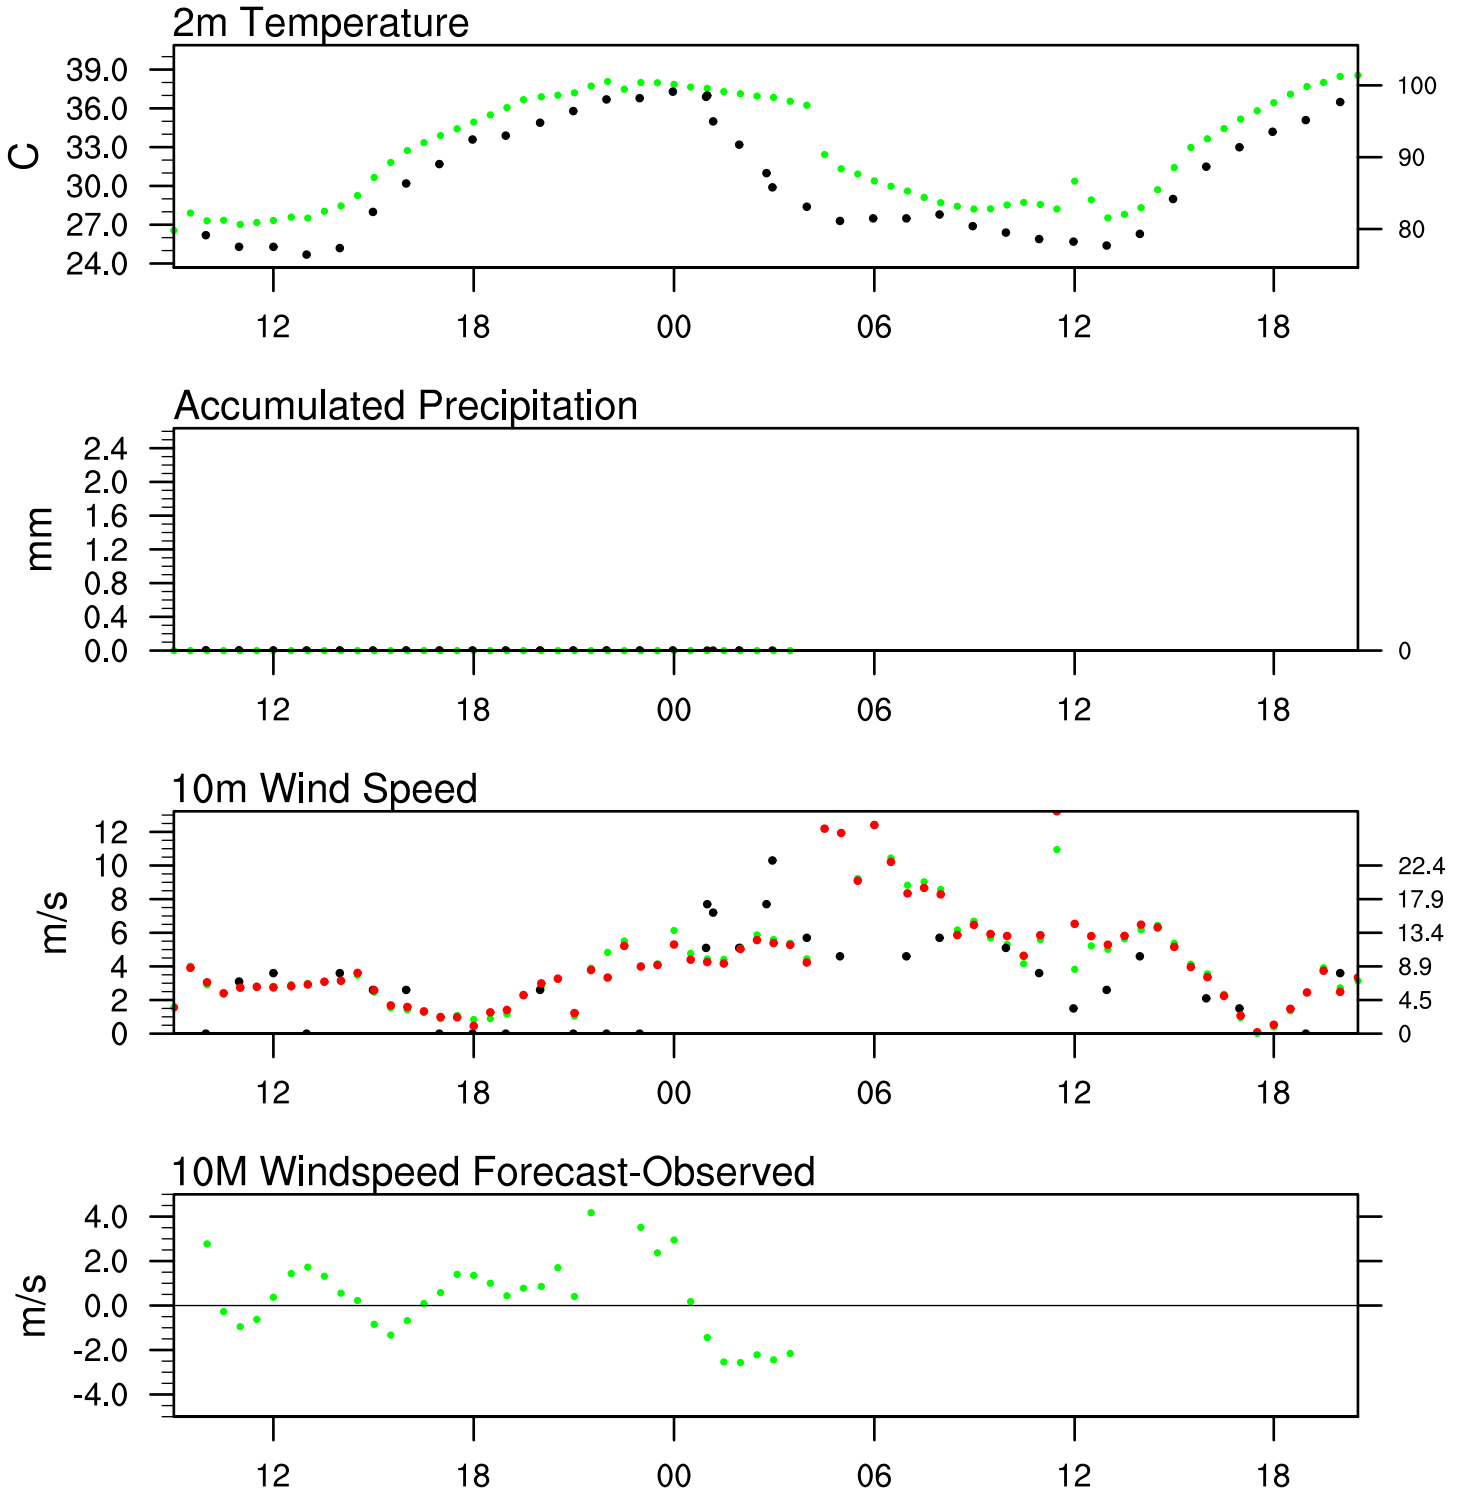 2m Temperature
39.0
36.0
33.0
30.0
27.0
24.0
C
100
90
80
12 18 00 06 12 18
Accumulated Precipitation
2.4
2.0
1.6
1.2
0.8
0.4
0.0
mm
0
12 18 00 06 12 18
10m Wind Speed
12
10
8
6
4
2
0
m/s
22.4
17.9
13.4
8.9
4.5
0
12 18 00 06 12 18
10M Windspeed Forecast-Observed
4.0
2.0
0.0
-2.0
-4.0
m/s
12 18 00 06 12 18